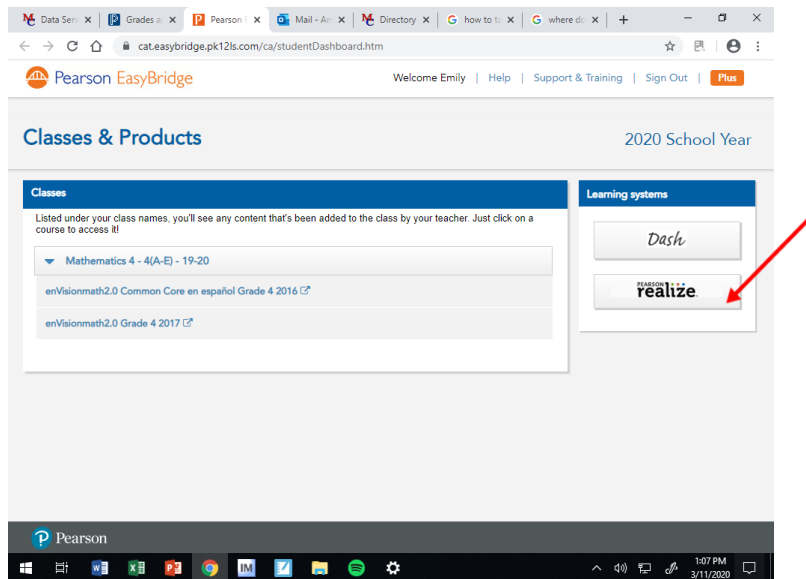 Data Serv
Grades a
Pearson E
Mail - An
Directory
how to ta
where do
cat.easybridge.pk12ls.com/ca/studentDashboard.htm
Pearson EasyBridge
Welcome Emily | Help | Support & Training | Sign Out | Plus
Classes & Products
2020 School Year
Classes
Listed under your class names, you'll see any content that's been added to the class by your teacher. Just click on a
course to access it!
Mathematics 4 - 4(A-E) - 19-20
enVisionmath2.0 Common Core en español Grade 4 2016
enVisionmath2.0 Grade 4 2017
Learning systems
Dash
PEARSON
realize
Pearson
IM
1:07 PM
3/11/2020